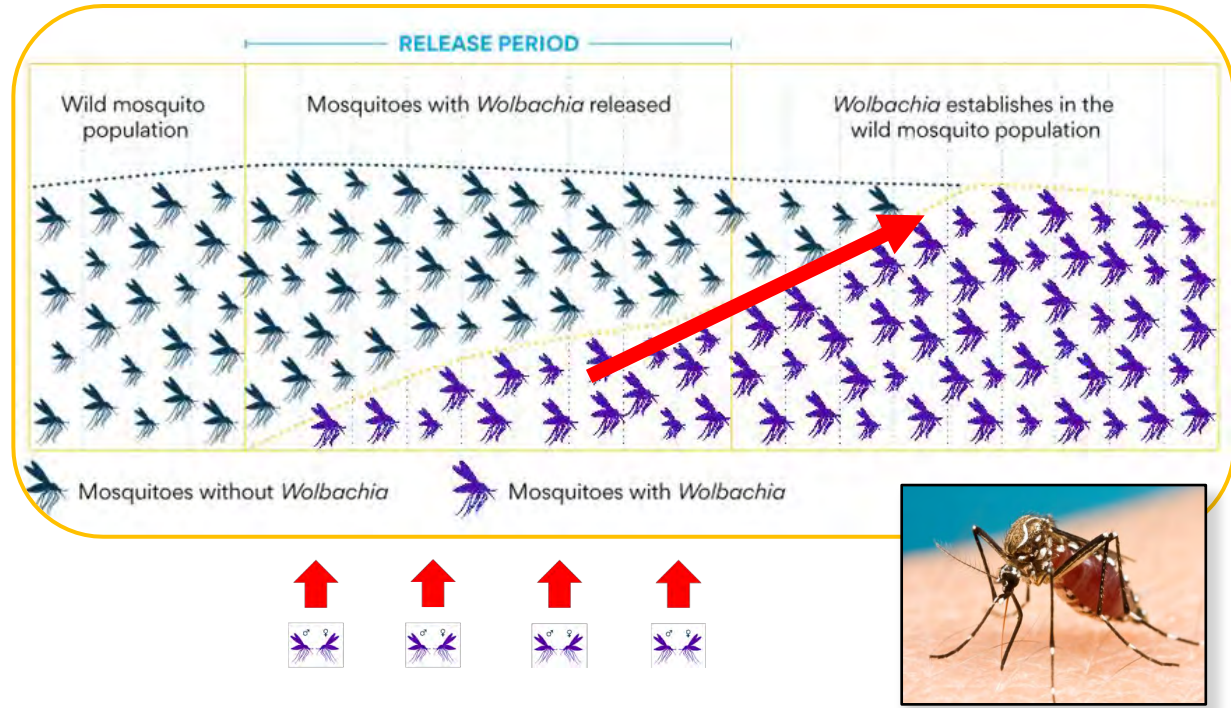 RELEASE PERIOD
Wild mosquito
population
Mosquitoes with Wolbachia released
Wolbachia establishes in the
wild mosquito population
Mosquitoes without Wolbachia
Mosquitoes with Wolbachia
♂ ♀
♂ ♀
♂ ♀
♂ ♀